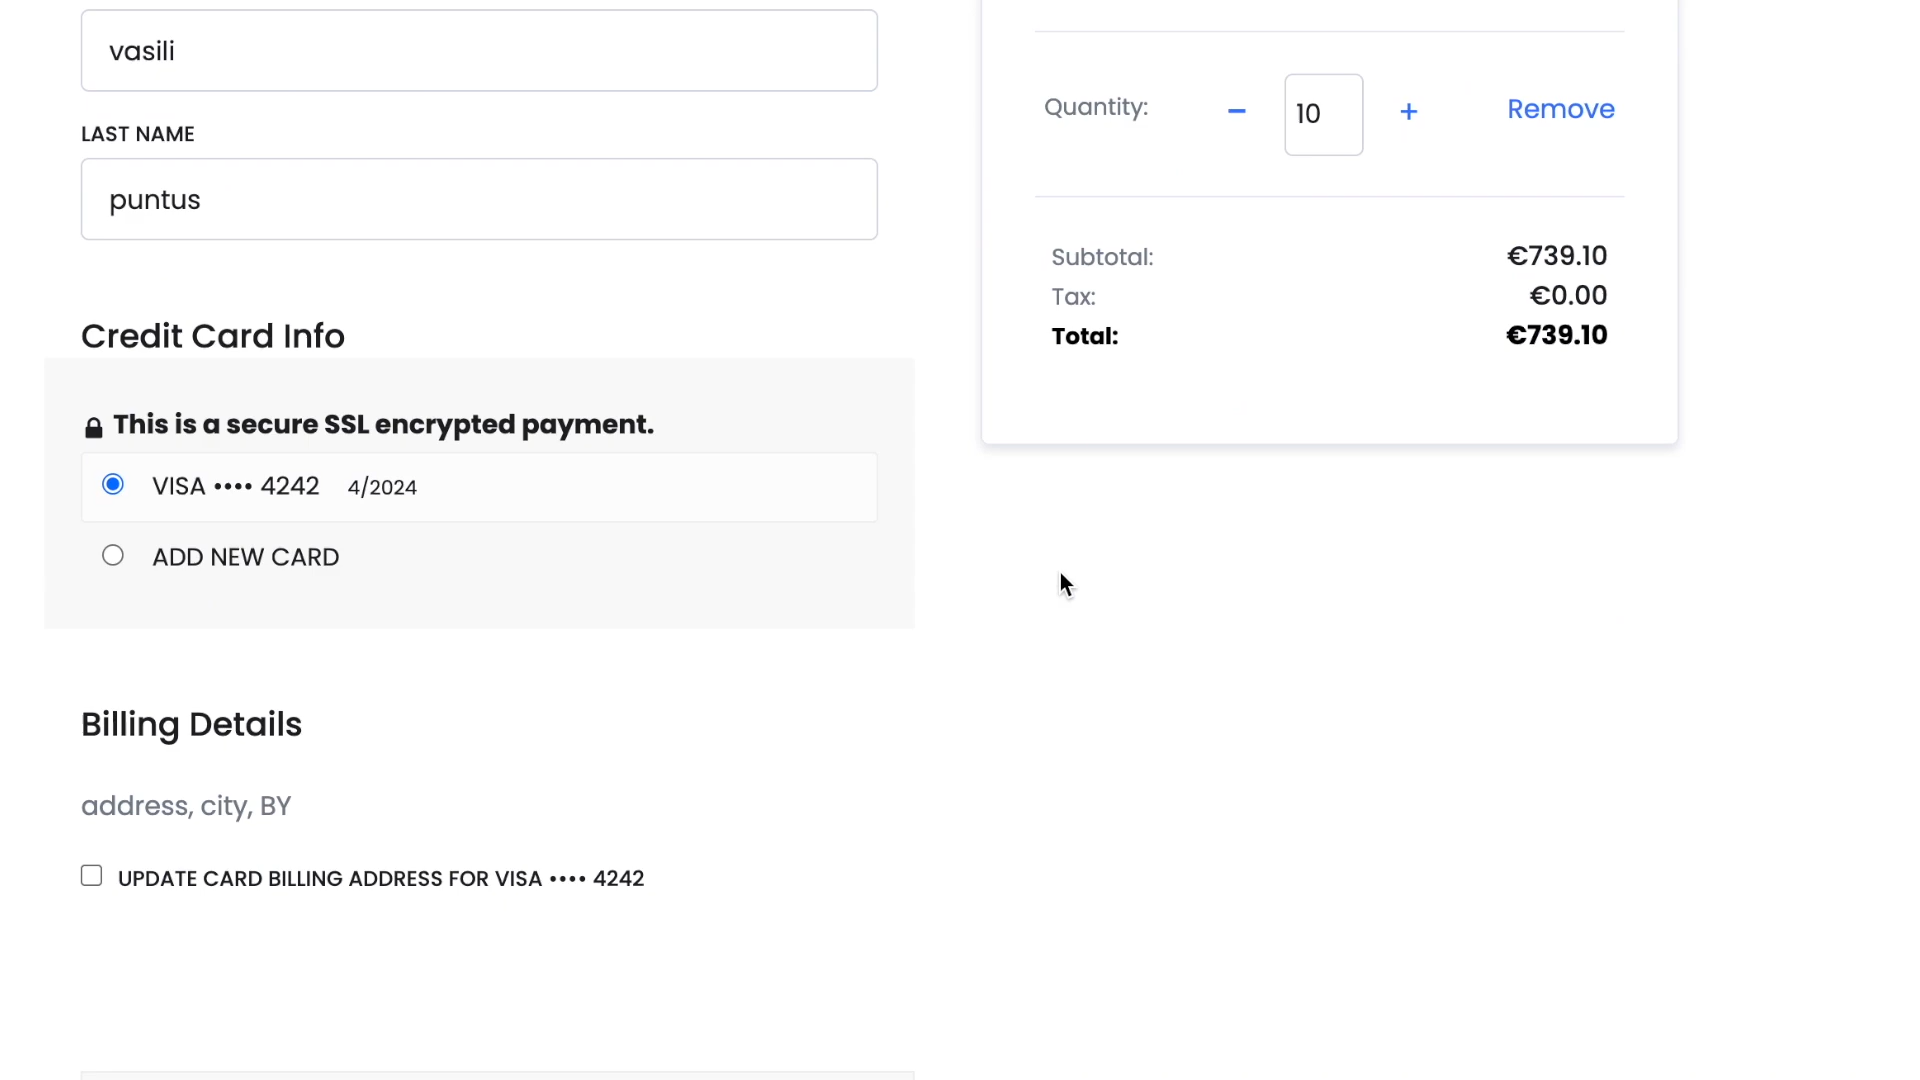 vasili
LAST NAME
puntus
Credit Card Info
This is a secure SSL encrypted payment.
VISA •••• 4242 4/2024
ADD NEW CARD
Billing Details
address, city, BY
UPDATE CARD BILLING ADDRESS FOR VISA •••• 4242
Quantity: − 10 + Remove
Subtotal: €739.10
Tax: €0.00
Total: €739.10